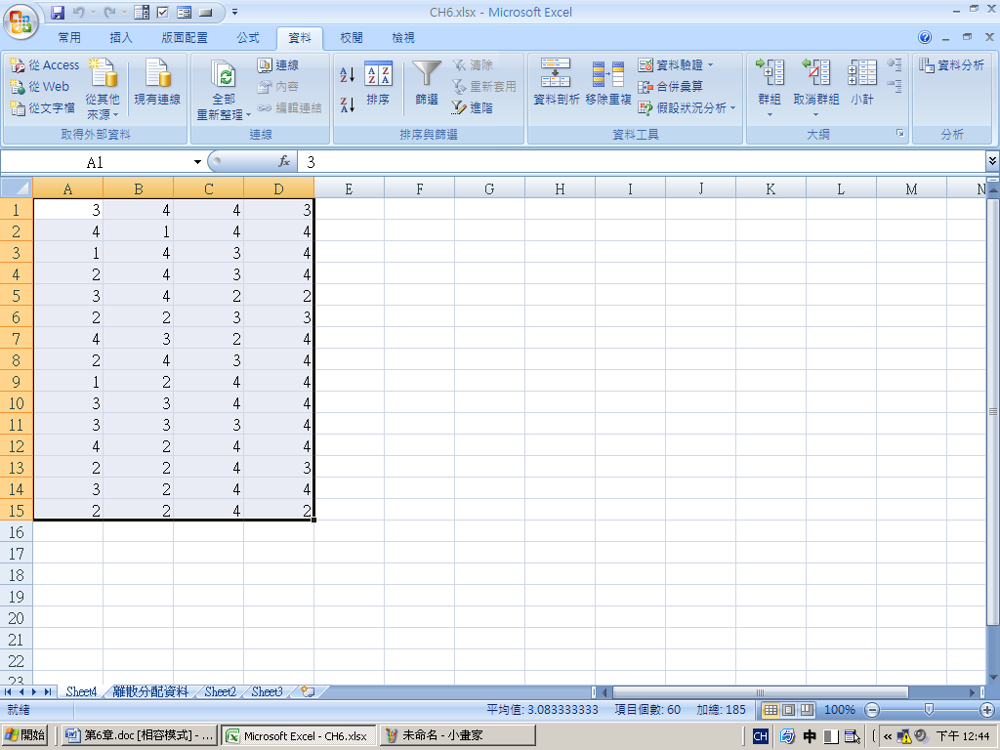 CH6.xlsx - Microsoft Excel
常用 插入 版面配置 公式 資料 校閱 檢視
從 Access
從 Web
從文字檔
從其他
來源
現有連線
取得外部資料
全部
重新整理
連線
內容
編輯連結
連線
排序
篩選
清除
重新套用
進階
排序與篩選
資料剖析
移除重複
資料驗證
合併彙算
假設狀況分析
資料工具
群組
取消群組
小計
大綱
資料分析
分析
A1 fx 3
A B C D E F G H I J K L M N
1 3 4 4 3
2 4 1 4 4
3 1 4 3 4
4 2 4 3 4
5 3 4 2 2
6 2 2 3 3
7 4 3 2 4
8 2 4 3 4
9 1 2 4 4
10 3 3 4 4
11 3 3 3 4
12 4 2 4 4
13 2 2 4 3
14 3 2 4 4
15 2 2 4 2
16
17
18
19
20
21
22
23
Sheet4 離散分配資料 Sheet2 Sheet3
就緒 平均值: 3.083333333 項目個數: 60 加總: 185 100%
開始 第6章.doc [相容模式] - ... Microsoft Excel - CH6.xlsx 未命名 - 小畫家 CH 中 « 下午 12:44